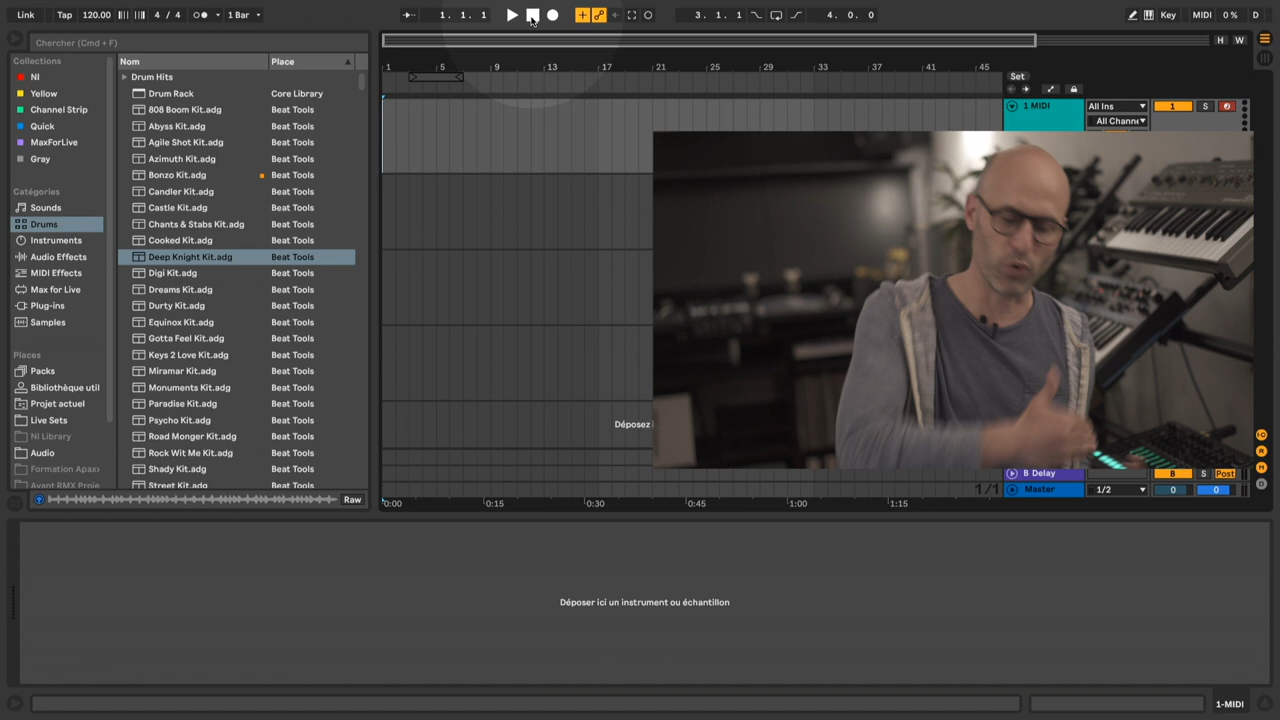 Link Tap 120.00 4 / 4 1 Bar 1. 1. 1 3. 1. 1 4. 0. 0 Key MIDI 0 % D
Chercher (Cmd + F)
H W
Collections
NI
Yellow
Channel Strip
Quick
MaxForLive
Gray
Catégories
Sounds
Drums
Instruments
Audio Effects
MIDI Effects
Max for Live
Plug-ins
Samples
Places
Packs
Bibliothèque util
Projet actuel
Live Sets
NI Library
Audio
Formation Apax
Avant RMX Proje
Nom Place
Drum Hits
Drum Rack Core Library
808 Boom Kit.adg Beat Tools
Abyss Kit.adg Beat Tools
Agile Shot Kit.adg Beat Tools
Azimuth Kit.adg Beat Tools
Bonzo Kit.adg Beat Tools
Candler Kit.adg Beat Tools
Castle Kit.adg Beat Tools
Chants & Stabs Kit.adg Beat Tools
Cooked Kit.adg Beat Tools
Deep Knight Kit.adg Beat Tools
Digi Kit.adg Beat Tools
Dreams Kit.adg Beat Tools
Durty Kit.adg Beat Tools
Equinox Kit.adg Beat Tools
Gotta Feel Kit.adg Beat Tools
Keys 2 Love Kit.adg Beat Tools
Miramar Kit.adg Beat Tools
Monuments Kit.adg Beat Tools
Paradise Kit.adg Beat Tools
Psycho Kit.adg Beat Tools
Road Monger Kit.adg Beat Tools
Rock Wit Me Kit.adg Beat Tools
Shady Kit.adg Beat Tools
Street Kit.adg Beat Tools
Raw
1 5 9 13 17 21 25 29 33 37 41 45
Set
1 MIDI All Ins 1 S
All Channe
Déposez i
B Delay B S Post
1/1 Master 1/2 0 0
0:00 0:15 0:30 0:45 1:00 1:15
Déposer ici un instrument ou échantillon
1-MIDI